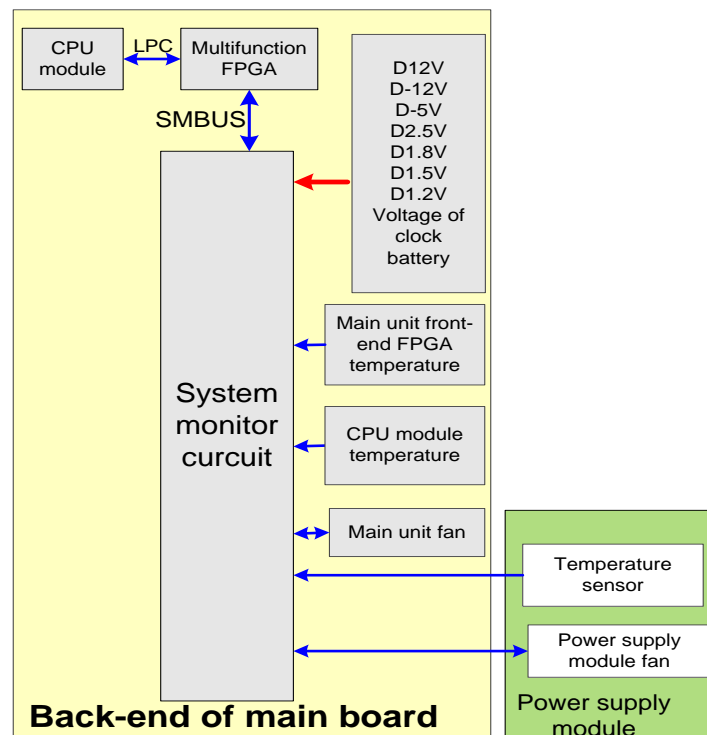 CPU
module
LPC
Multifunction
FPGA
SMBUS
D12V
D-12V
D-5V
D2.5V
D1.8V
D1.5V
D1.2V
Voltage of
clock
battery
Main unit front-
end FPGA
temperature
System
monitor
curcuit
CPU module
temperature
Main unit fan
Temperature
sensor
Power supply
module fan
Back-end of main board
Power supply
module